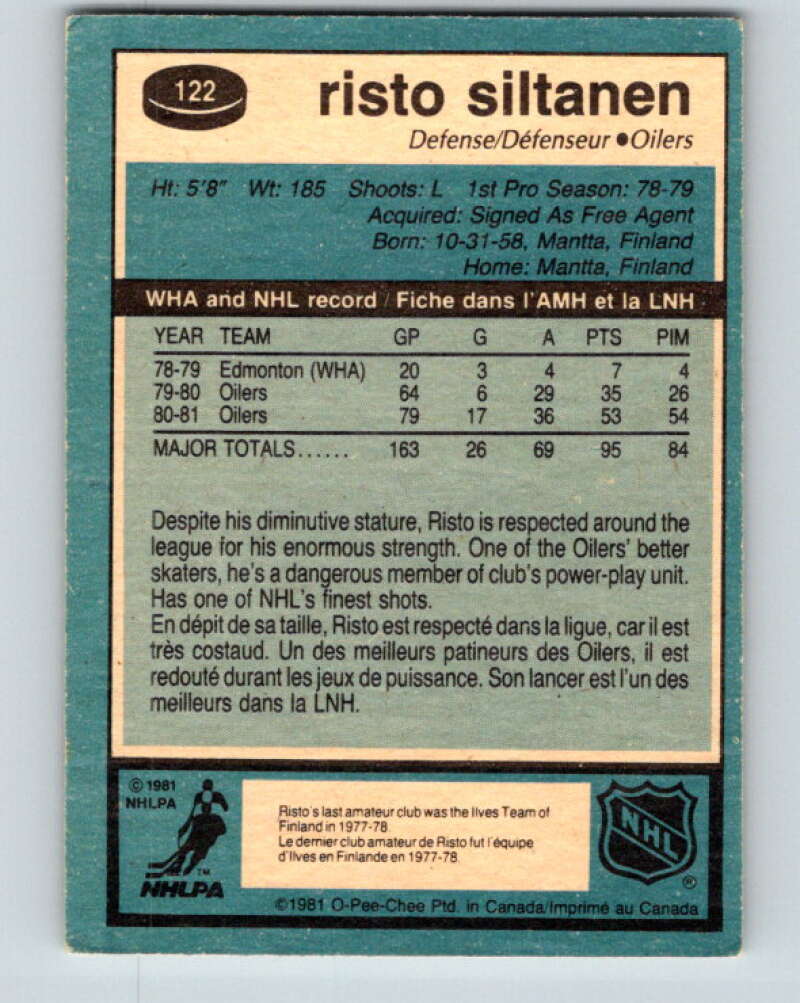 122
risto siltanen
Defense/Défenseur ●Oilers
Ht: 5'8" Wt: 185 Shoots: L 1st Pro Season: 78-79
Acquired: Signed As Free Agent
Born: 10-31-58, Mantta, Finland
Home: Mantta, Finland
WHA and NHL record / Fiche dans l'AMH et la LNH
YEAR TEAM GP G A PTS PIM
78-79 Edmonton (WHA) 20 3 4 7 4
79-80 Oilers 64 6 29 35 26
80-81 Oilers 79 17 36 53 54
MAJOR TOTALS...... 163 26 69 95 84
Despite his diminutive stature, Risto is respected around the
league for his enormous strength. One of the Oilers' better
skaters, he's a dangerous member of club's power-play unit.
Has one of NHL's finest shots.
En dépit de sa taille, Risto est respecté dans la ligue, car il est
très costaud. Un des meilleurs patineurs des Oilers, il est
redouté durant les jeux de puissance. Son lancer est l'un des
meilleurs dans la LNH.
© 1981
NHLPA
TM
NHLPA
Risto's last amateur club was the Ilves Team of
Finland in 1977-78.
Le dernier club amateur de Risto fut l'équipe
d'Ilves en Finlande en 1977-78.
NHL
®
©1981 O-Pee-Chee Ptd. in Canada/Imprimé au Canada